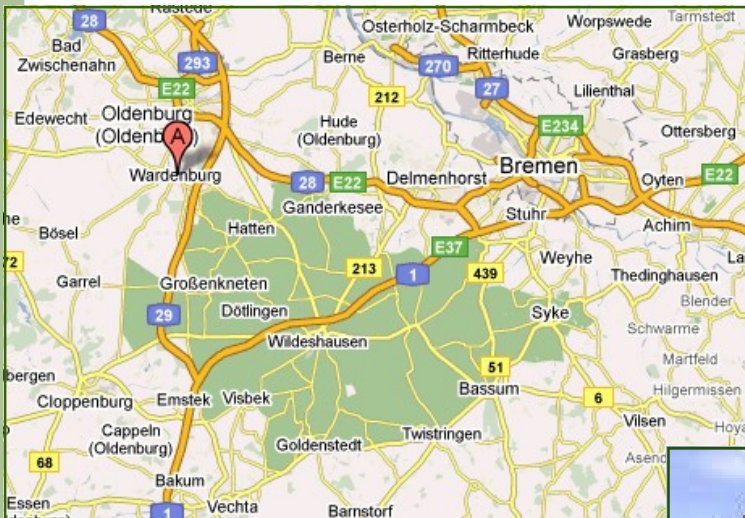 Rastede
28
Osterholz-Scharmbeck
Worpswede
Tarmstedt
Bad
Zwischenahn
293
Berne
270
Ritterhude
Grasberg
E22
212
27
Lilienthal
Edewecht
Oldenburg
A
Hude
(Oldenburg)
E234
Ottersberg
Wardenburg
28
E22
Delmenhorst
Bremen
Oyten
E22
Ganderkesee
Stuhr
Achim
Hatten
Bösel
E37
Weyhe
72
Garrel
Großenkneten
213
1
439
Thedinghausen
Blender
29
Dötlingen
Syke
Schwarme
Wildeshausen
Martfeld
51
Cloppenburg
Emstek
Visbek
Bassum
6
Hilgermissen
Cappeln
(Oldenburg)
Goldenstedt
Twistringen
Vilsen
68
Bakum
Essen
1
Vechta
Barnstorf